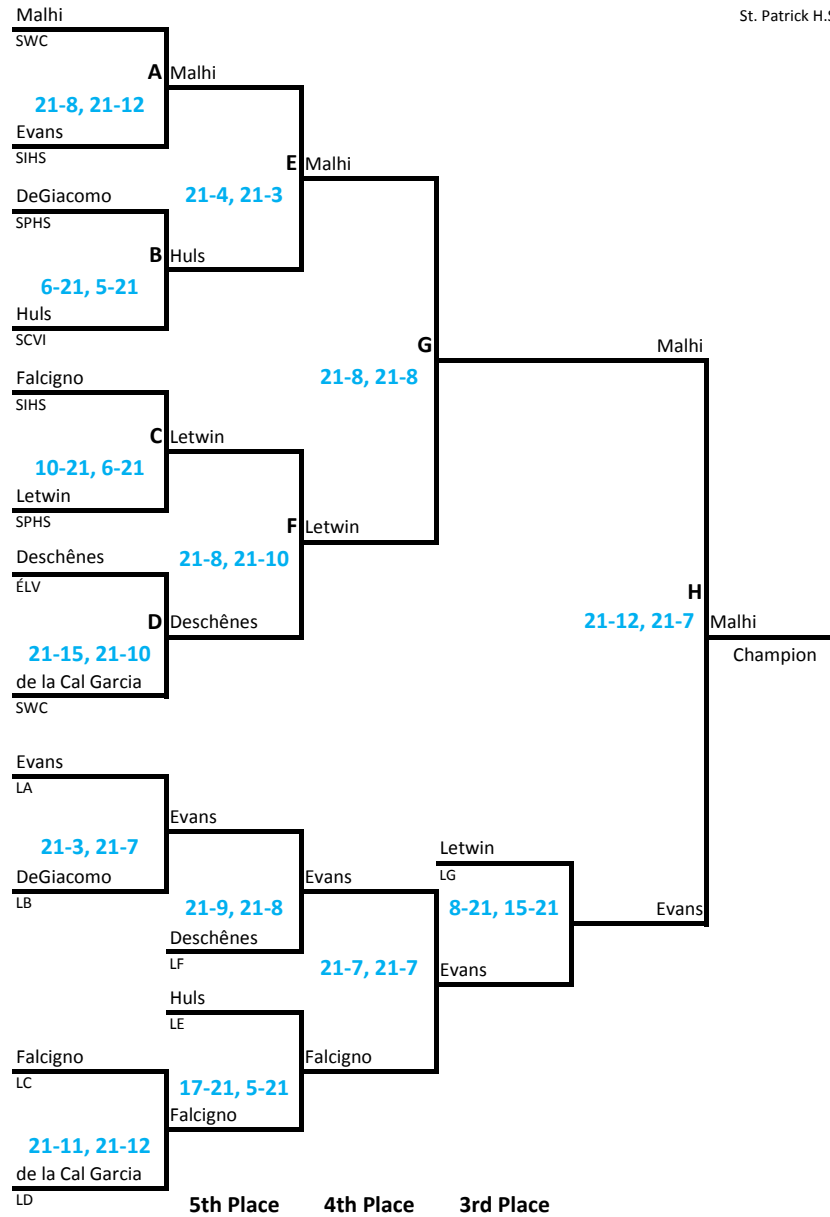 Malhi
St. Patrick H.S
SWC
A Malhi
21-8, 21-12
Evans
SIHS
E Malhi
DeGiacomo
21-4, 21-3
SPHS
B Huls
6-21, 5-21
Huls
SCVI
G
Malhi
Falcigno
21-8, 21-8
SIHS
C Letwin
10-21, 6-21
Letwin
SPHS
F Letwin
Deschênes
21-8, 21-10
ÉLV
H
D Deschênes
21-12, 21-7
Malhi
21-15, 21-10
Champion
de la Cal Garcia
SWC
Evans
LA
Evans
21-3, 21-7
Letwin
DeGiacomo
Evans
LG
LB
21-9, 21-8
8-21, 15-21
Evans
Deschênes
LF
21-7, 21-7
Evans
Huls
LE
Falcigno
Falcigno
LC
17-21, 5-21
Falcigno
21-11, 21-12
de la Cal Garcia
LD
5th Place 4th Place 3rd Place